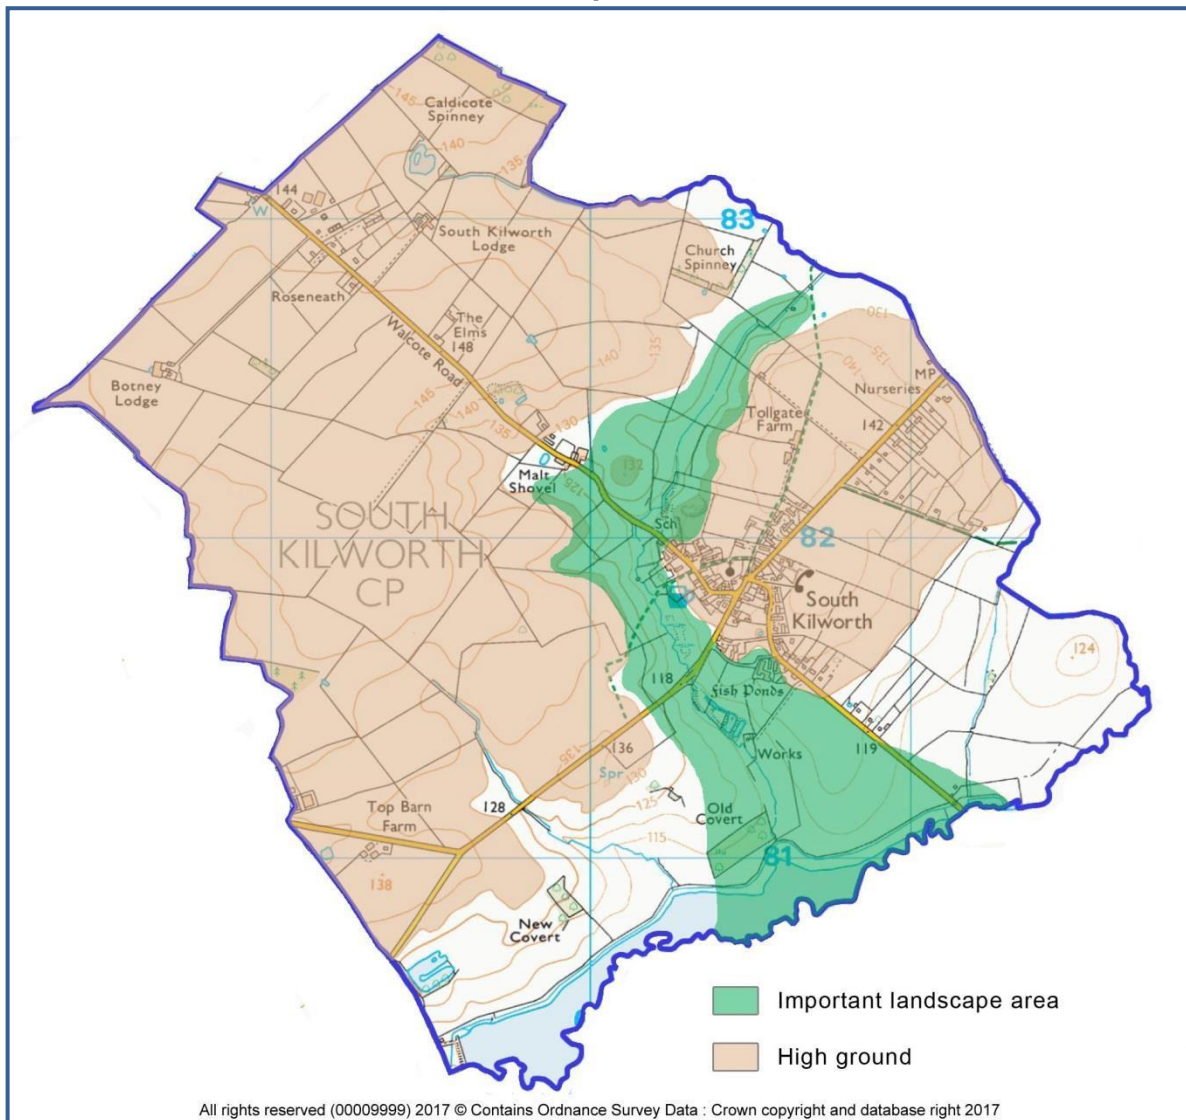 145
Caldicote
Spinney
140
135
144
W
83
South Kilworth
Lodge
Church
Spinney
Roseneath
The
Elms
148
Walcote Road
130
135
140
135
140
MP
Nurseries
Botney
Lodge
145
140
135
130
Tollgate
Farm
142
132
Malt
Shovel
125
SOUTH
KILWORTH
CP
Sch
82
South
Kilworth
124
118
Fish Ponds
136
135
119
Works
Spr
130
128
125
Top Barn
Farm
Old
Covert
115
81
138
New
Covert
Important landscape area
High ground
All rights reserved (00009999) 2017 © Contains Ordnance Survey Data : Crown copyright and database right 2017